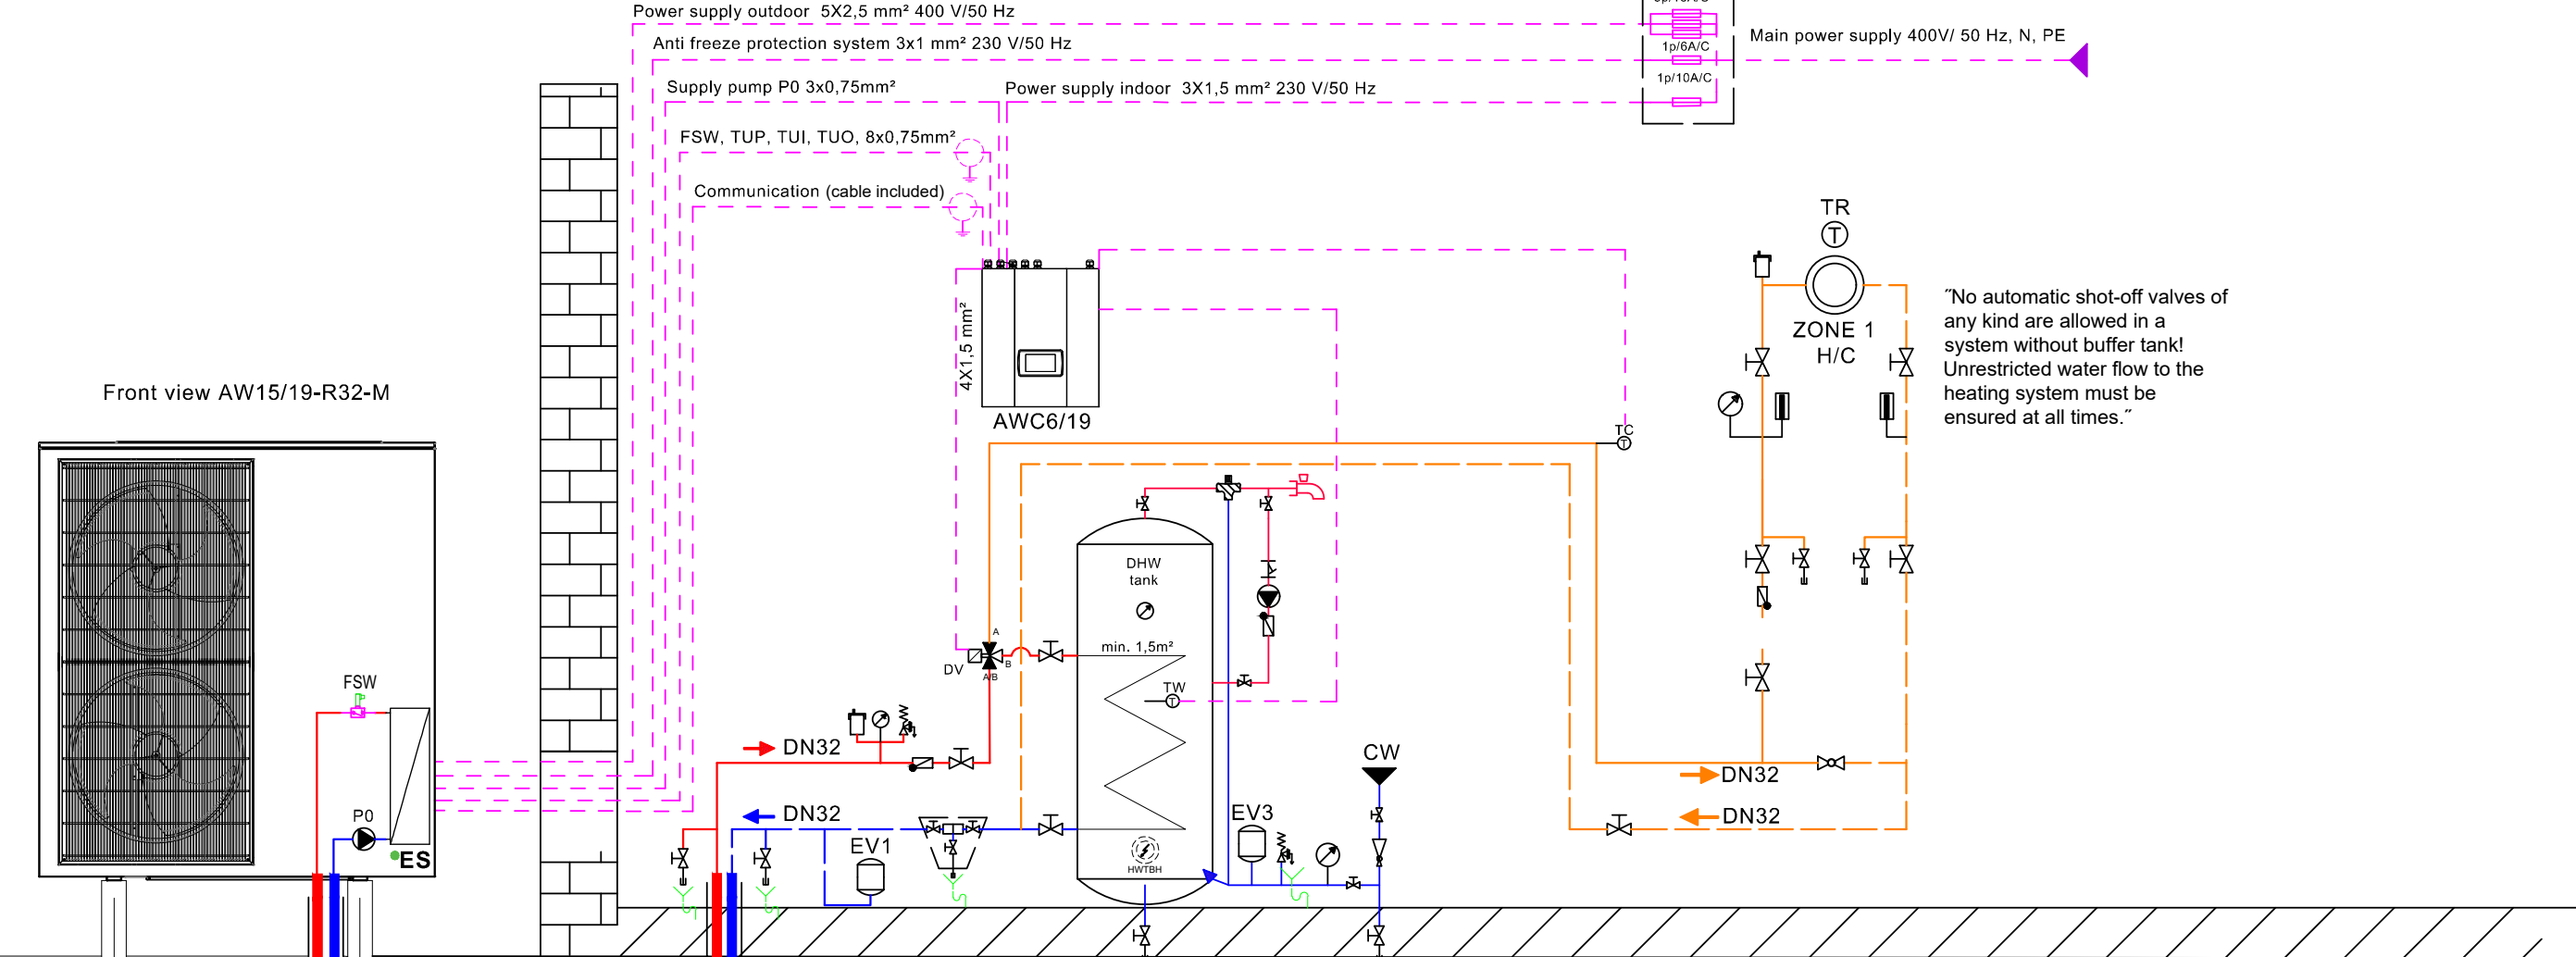 Power supply outdoor 5X2,5 mm² 400 V/50 Hz
Anti freeze protection system 3x1 mm² 230 V/50 Hz
1p/6A/C
Main power supply 400V/ 50 Hz, N, PE
1p/10A/C
Supply pump P0 3x0,75mm²
Power supply indoor 3X1,5 mm² 230 V/50 Hz
FSW, TUP, TUI, TUO, 8x0,75mm²
Communication (cable included)
TR
T
ZONE 1
H/C
˝No automatic shot-off valves of
any kind are allowed in a
system without buffer tank!
Unrestricted water flow to the
heating system must be
ensured at all times.˝
4X1,5 mm²
AWC6/19
Front view AW15/19-R32-M
TC
T
DHW
tank
min. 1,5m²
A
B
A/B
DV
TW
T
FSW
DN32
CW
DN32
DN32
DN32
P0
ES
EV1
EV3
HWTBH